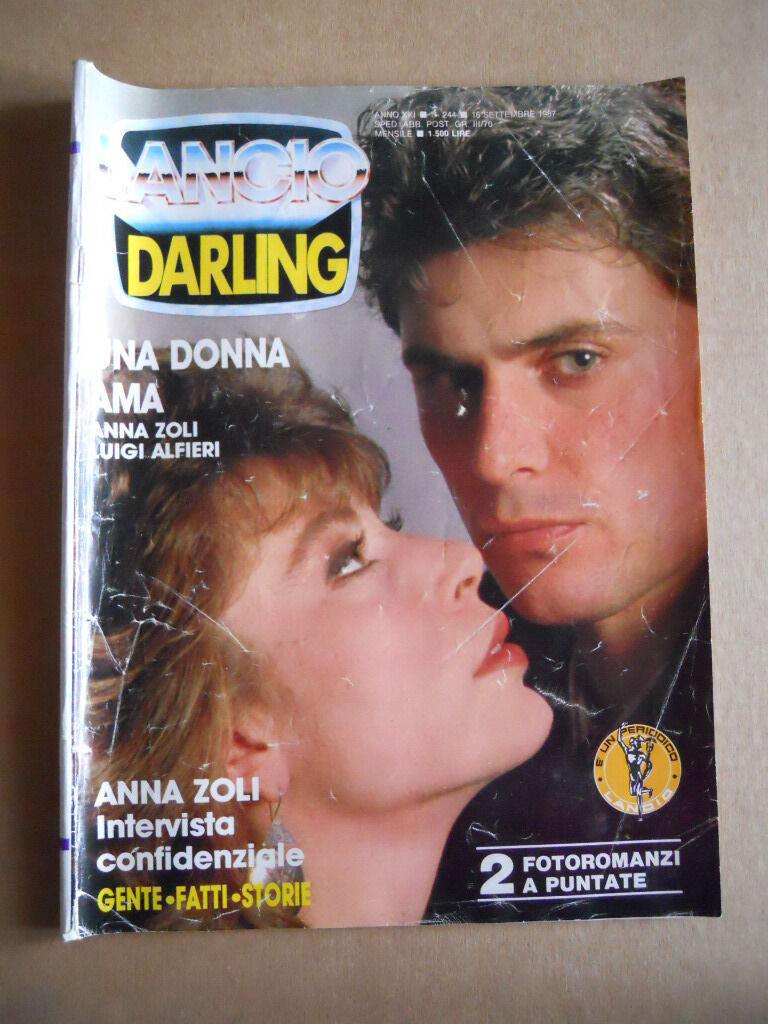 LANCIO
DARLING
ANNO XXI ■ N. 244 ■ 16 SETTEMBRE 1987
SPED. ABB. POST. GR. III/70
MENSILE ■ 1.500 LIRE
UNA DONNA
AMA
ANNA ZOLI
LUIGI ALFIERI
ANNA ZOLI
Intervista
confidenziale
GENTE•FATTI•STORIE
E UN PERIODICO
LANCIO
2 FOTOROMANZI
A PUNTATE